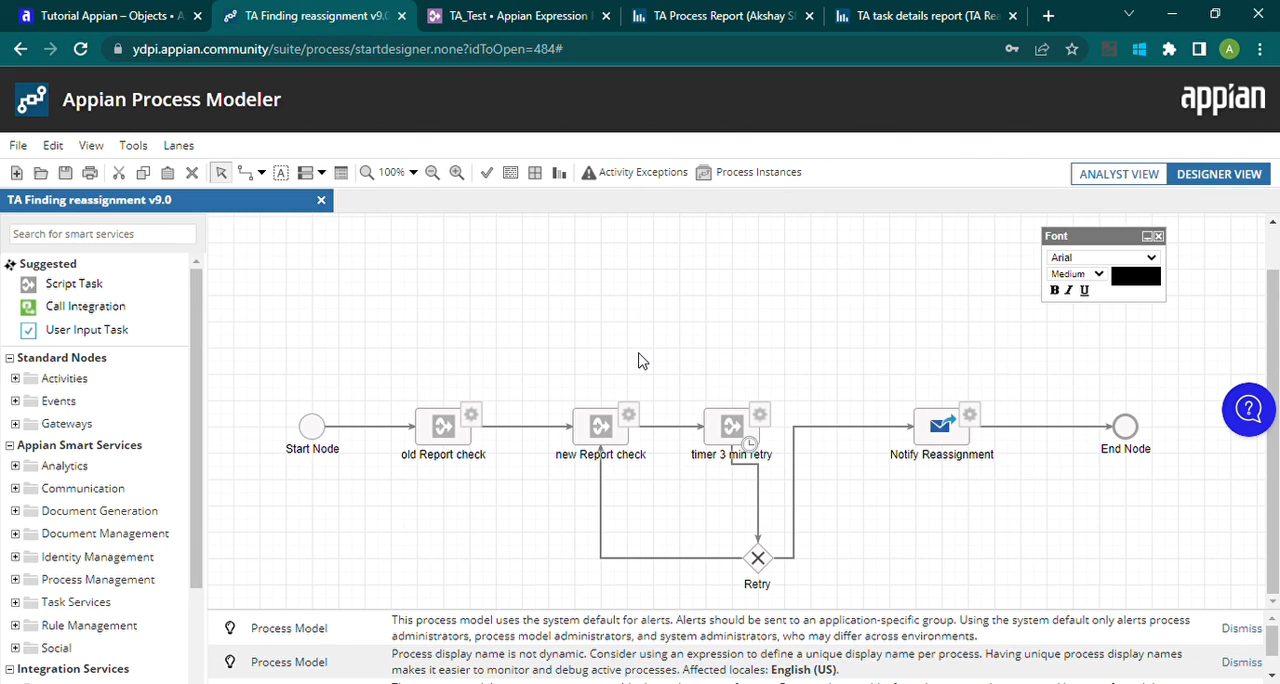 Tutorial Appian – Objects • A
TA Finding reassignment v9.0
TA_Test • Appian Expression
TA Process Report (Akshay S
TA task details report (TA Rea
ydpi.appian.community/suite/process/startdesigner.none?idToOpen=484#
A
Appian Process Modeler
appian
File Edit View Tools Lanes
100%
Activity Exceptions
Process Instances
ANALYST VIEW
DESIGNER VIEW
TA Finding reassignment v9.0
Search for smart services
Suggested
Script Task
Call Integration
User Input Task
Standard Nodes
Activities
Events
Gateways
Appian Smart Services
Analytics
Communication
Document Generation
Document Management
Identity Management
Process Management
Task Services
Rule Management
Social
Integration Services
Font
Arial
Medium
B I U
Start Node
old Report check
new Report check
timer 3 min retry
Notify Reassignment
End Node
Retry
Process Model
This process model uses the system default for alerts. Alerts should be sent to an application-specific group. Using the system default only alerts process
administrators, process model administrators, and system administrators, who may differ across environments.
Dismiss
Process Model
Process display name is not dynamic. Consider using an expression to define a unique display name per process. Having unique process display names
makes it easier to monitor and debug active processes. Affected locales: English (US).
Dismiss